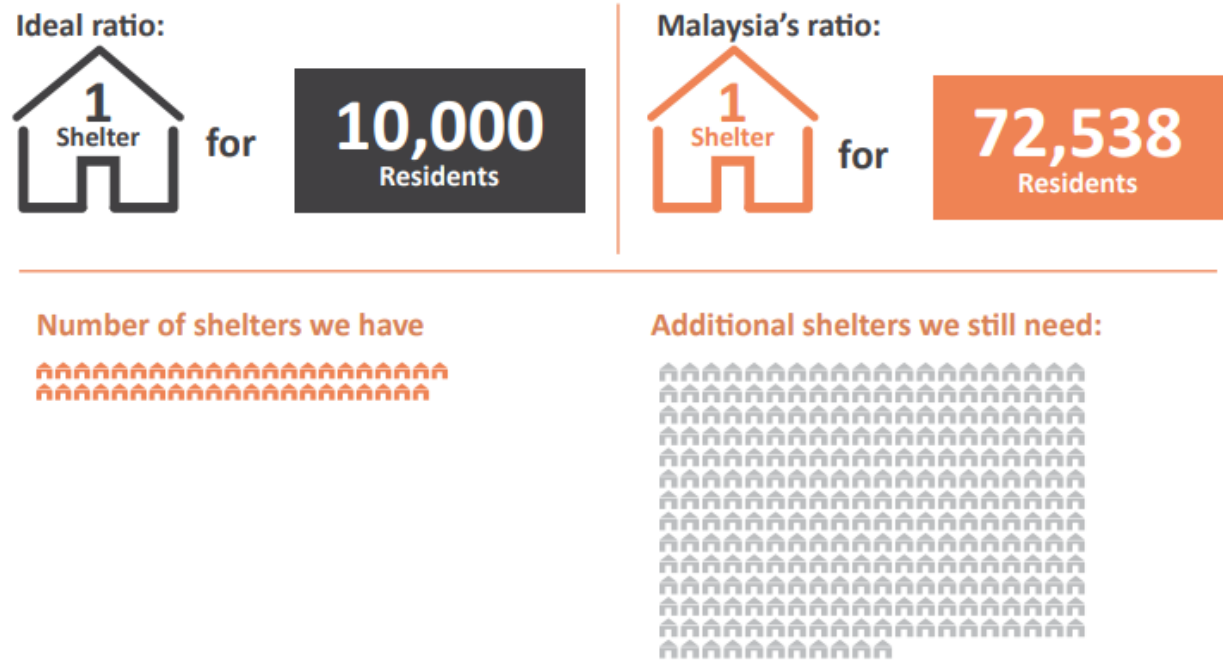 Ideal ratio:
1
Shelter
for
10,000
Residents
Malaysia’s ratio:
1
Shelter
for
72,538
Residents
Number of shelters we have
Additional shelters we still need: